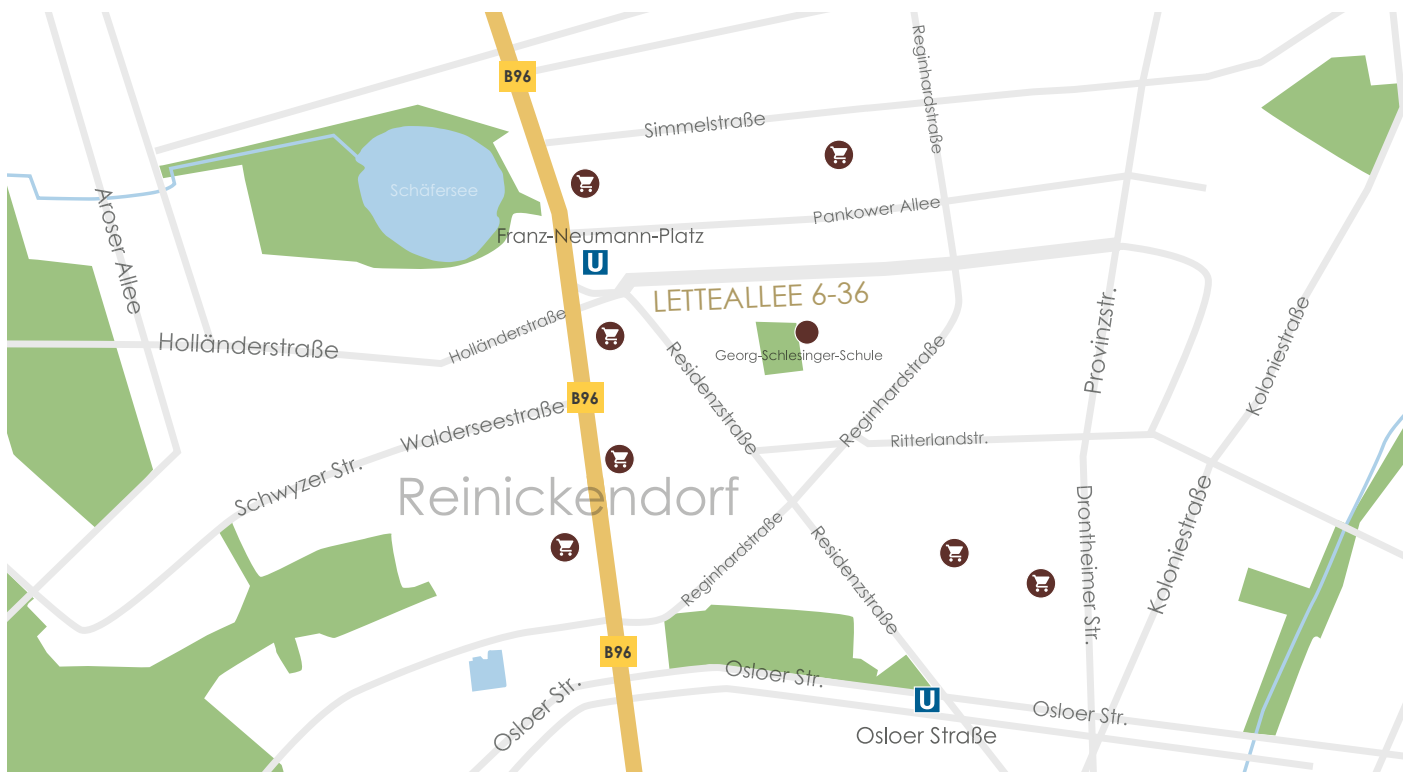 B96
Reginhardstraße
Simmelstraße
Schäfersee
Aroser Allee
Pankower Allee
Franz-Neumann-Platz
U
LETTEALLEE 6-36
Holländerstraße
Holländerstraße
Georg-Schlesinger-Schule
Provinzstr.
Koloniestraße
Residenzstraße
Reginhardstraße
B96
Walderseestraße
Ritterlandstr.
Schwyzer Str.
Reinickendorf
Reginhardstraße
Residenzstraße
Drontheimer Str.
Koloniestraße
B96
Osloer Str.
Osloer Str.
U
Osloer Str.
Osloer Straße